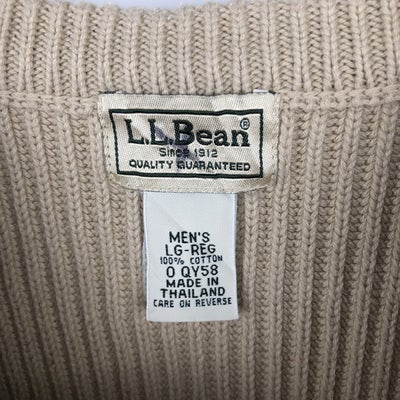 L.L.Bean®
Since 1912
QUALITY GUARANTEED
MEN'S
LG-REG
100% COTTON
0 QY58
MADE IN
THAILAND
CARE ON REVERSE